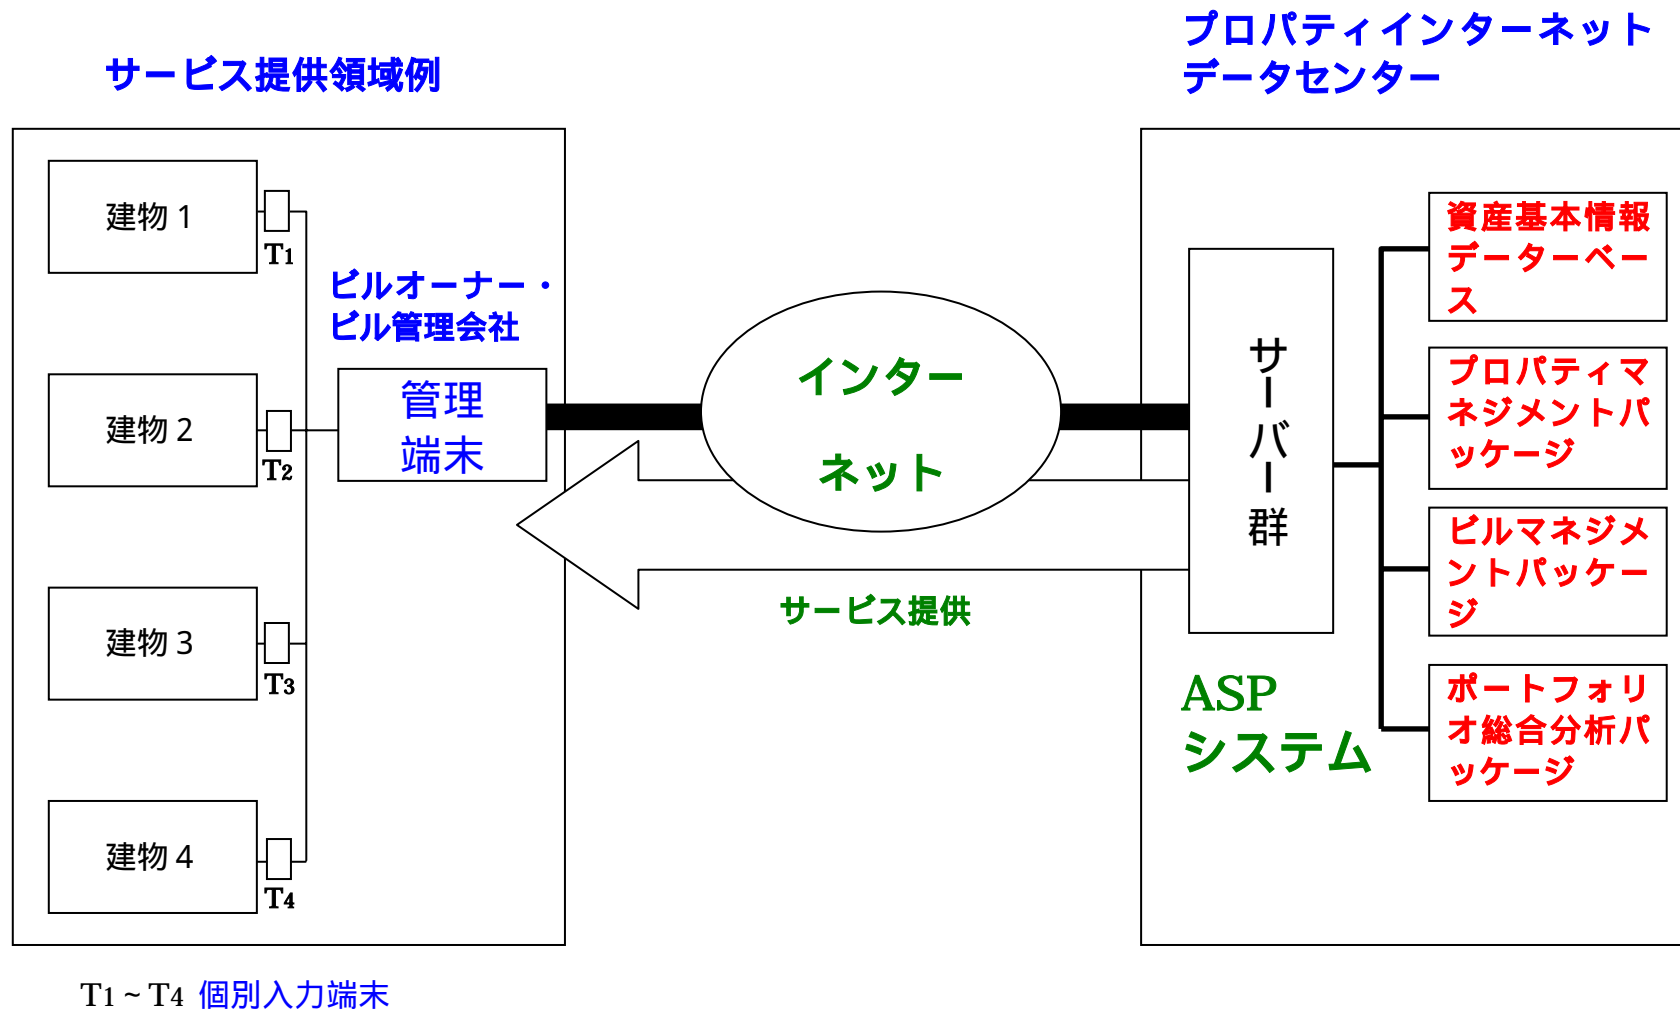 サービス提供領域例
プロパティインターネット
データセンター
建物 1
T1
ビルオーナー・
ビル管理会社
建物 2
T2
管理
端末
建物 3
T3
建物 4
T4
インター
ネット
サービス提供
サーバー群
ASP
システム
資産基本情報
データーベー
ス
プロパティマ
ネジメントパ
ッケージ
ビルマネジメ
ントパッケー
ジ
ポートフォリ
オ総合分析パ
ッケージ
T1 ~ T4 個別入力端末